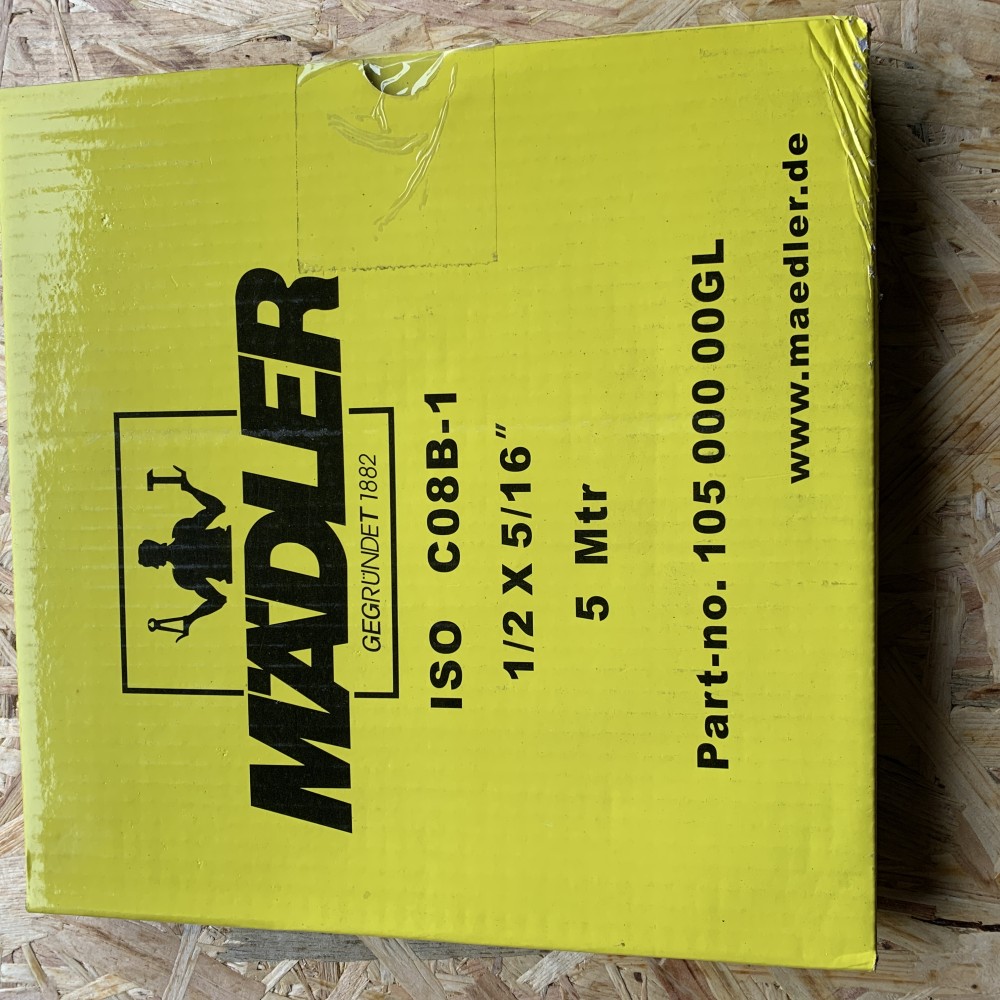 MÄDLER
GEGRÜNDET 1882
ISO C08B-1
1/2 X 5/16″
5 Mtr
Part-no. 105 000 00GL
www.maedler.de